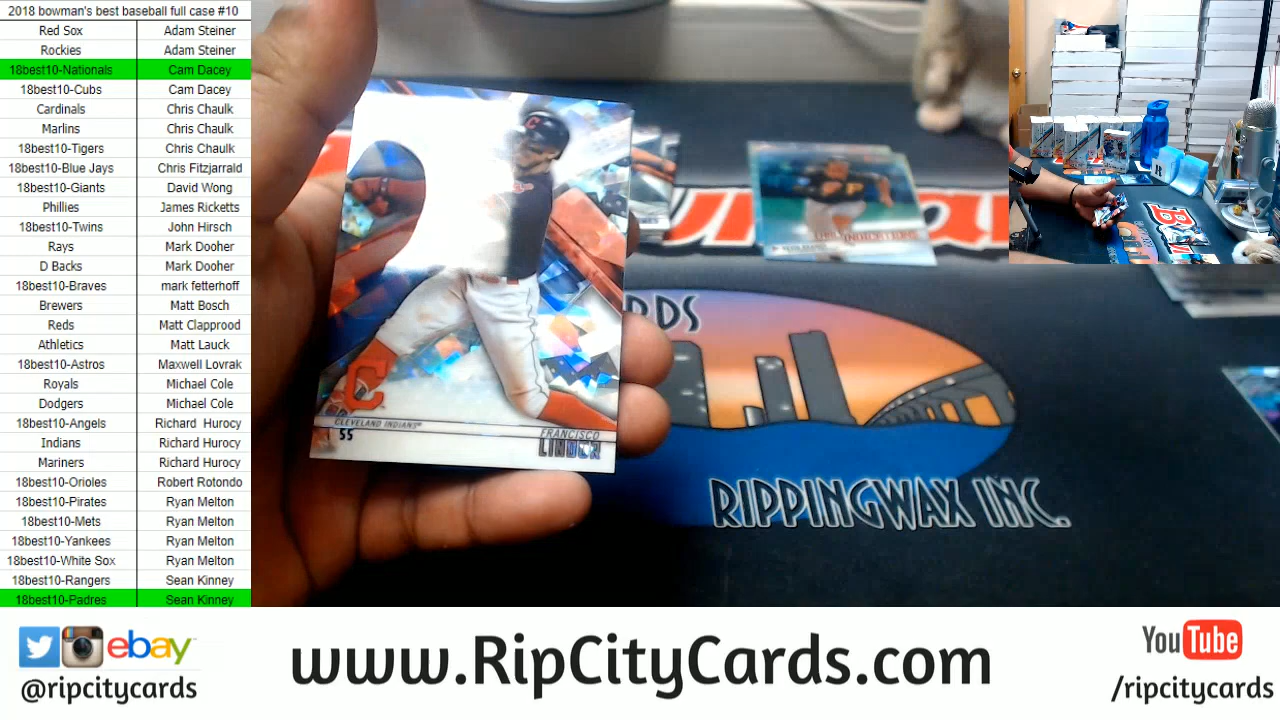 2018 bowman's best baseball full case #10
Red Sox Adam Steiner
Rockies Adam Steiner
18best10-Nationals Cam Dacey
18best10-Cubs Cam Dacey
Cardinals Chris Chaulk
Marlins Chris Chaulk
18best10-Tigers Chris Chaulk
18best10-Blue Jays Chris Fitzjarrald
18best10-Giants David Wong
Phillies James Ricketts
18best10-Twins John Hirsch
Rays Mark Dooher
D Backs Mark Dooher
18best10-Braves mark fetterhoff
Brewers Matt Bosch
Reds Matt Clapprood
Athletics Matt Lauck
18best10-Astros Maxwell Lovrak
Royals Michael Cole
Dodgers Michael Cole
18best10-Angels Richard Hurocy
Indians Richard Hurocy
Mariners Richard Hurocy
18best10-Orioles Robert Rotondo
18best10-Pirates Ryan Melton
18best10-Mets Ryan Melton
18best10-Yankees Ryan Melton
18best10-White Sox Ryan Melton
18best10-Rangers Sean Kinney
18best10-Padres Sean Kinney
CLEVELAND INDIANS
SS
FRANCISCO
LINDOR
RDS
RIPPINGWAX INC.
ebay
@ripcitycards
www.RipCityCards.com
YouTube
/ripcitycards